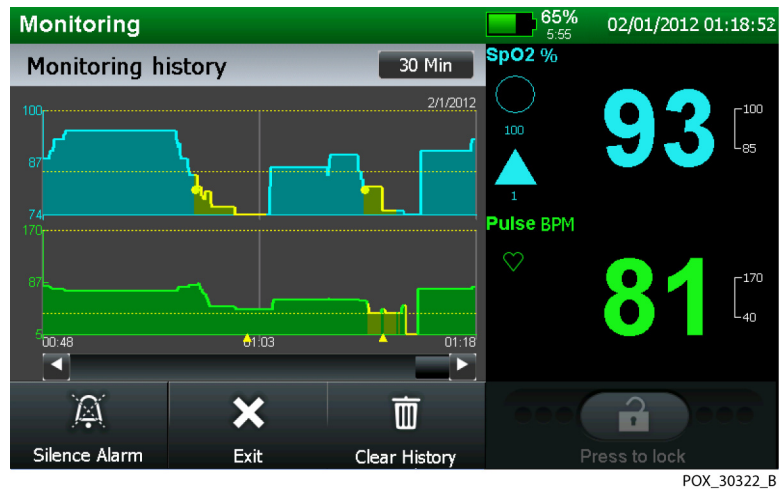 Monitoring
65%
5:55
02/01/2012 01:18:52
Monitoring history
30 Min
SpO2 %
2/1/2012
100
87
74
100
1
93
100
85
170
87
5
00:48
01:03
01:18
Pulse BPM
81
170
40
Silence Alarm
Exit
Clear History
Press to lock
POX_30322_B